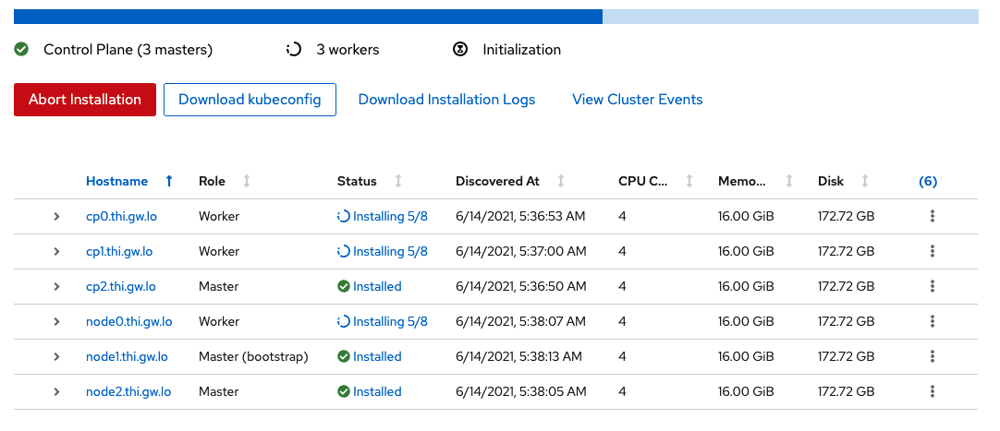 Control Plane (3 masters) 3 workers Initialization
Abort Installation Download kubeconfig Download Installation Logs View Cluster Events
Hostname Role Status Discovered At CPU C... Memo... Disk (6)
cp0.thi.gw.lo Worker Installing 5/8 6/14/2021, 5:36:53 AM 4 16.00 GiB 172.72 GB
cp1.thi.gw.lo Worker Installing 5/8 6/14/2021, 5:37:00 AM 4 16.00 GiB 172.72 GB
cp2.thi.gw.lo Master Installed 6/14/2021, 5:36:50 AM 4 16.00 GiB 172.72 GB
node0.thi.gw.lo Worker Installing 5/8 6/14/2021, 5:38:07 AM 4 16.00 GiB 172.72 GB
node1.thi.gw.lo Master (bootstrap) Installed 6/14/2021, 5:38:13 AM 4 16.00 GiB 172.72 GB
node2.thi.gw.lo Master Installed 6/14/2021, 5:38:05 AM 4 16.00 GiB 172.72 GB